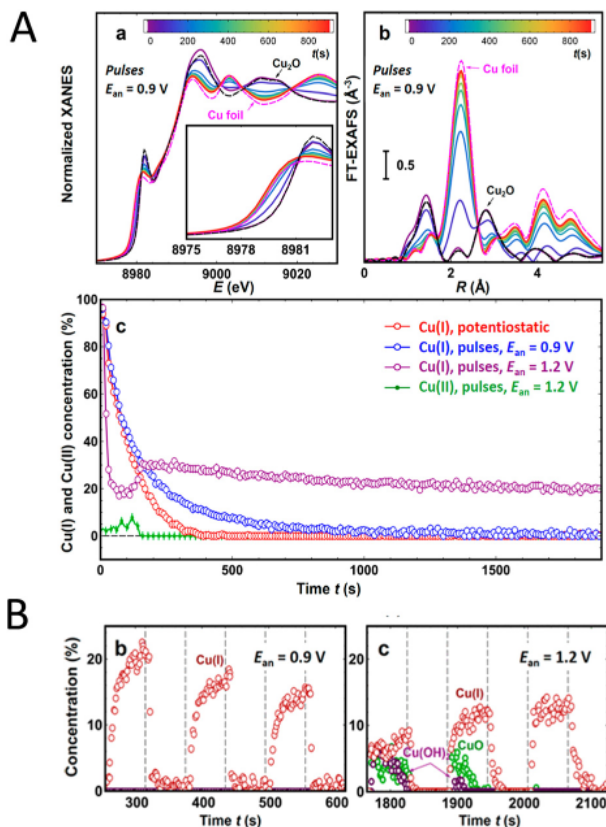 A
0 200 400 600 800
t(s)
a
Pulses
E_an = 0.9 V
Cu₂O
Cu foil
Normalized XANES
8975 8978 8981
8980 9000 9020
E (eV)
0 200 400 600 800
t(s)
b
Pulses
E_an = 0.9 V
Cu foil
FT-EXAFS (Å⁻³)
0.5
Cu₂O
0 2 4
R (Å)
c
Cu(I), potentiostatic
Cu(I), pulses, E_an = 0.9 V
Cu(I), pulses, E_an = 1.2 V
Cu(II), pulses, E_an = 1.2 V
Cu(I) and Cu(II) concentration (%)
100
80
60
40
20
0
0 500 1000 1500
Time t (s)
B
b
E_an = 0.9 V
Cu(I)
Concentration (%)
20
10
0
300 400 500 600
Time t (s)
c
E_an = 1.2 V
Cu(I)
Cu(OH)₂
CuO
20
10
0
1800 1900 2000 2100
Time t (s)